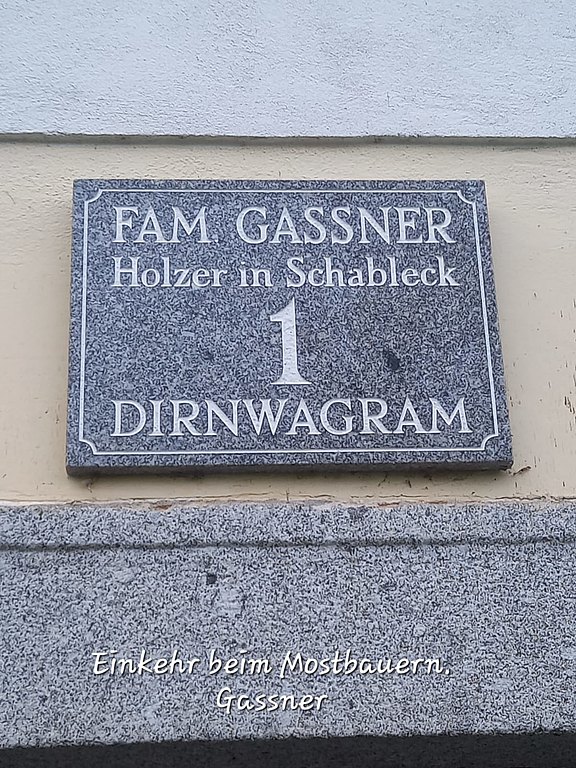 FAM. GASSNER
Holzer in Schableck
1
DIRNWAGRAM
Einkehr beim Mostbauern.
Gassner